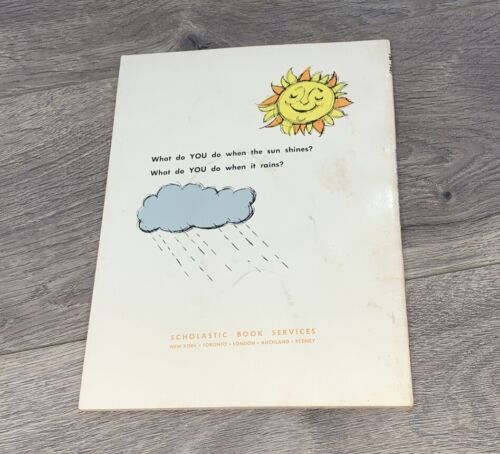 What do YOU do when the sun shines?
What do YOU do when it rains?
SCHOLASTIC BOOK SERVICES
NEW YORK • TORONTO • LONDON • AUCKLAND • SYDNEY